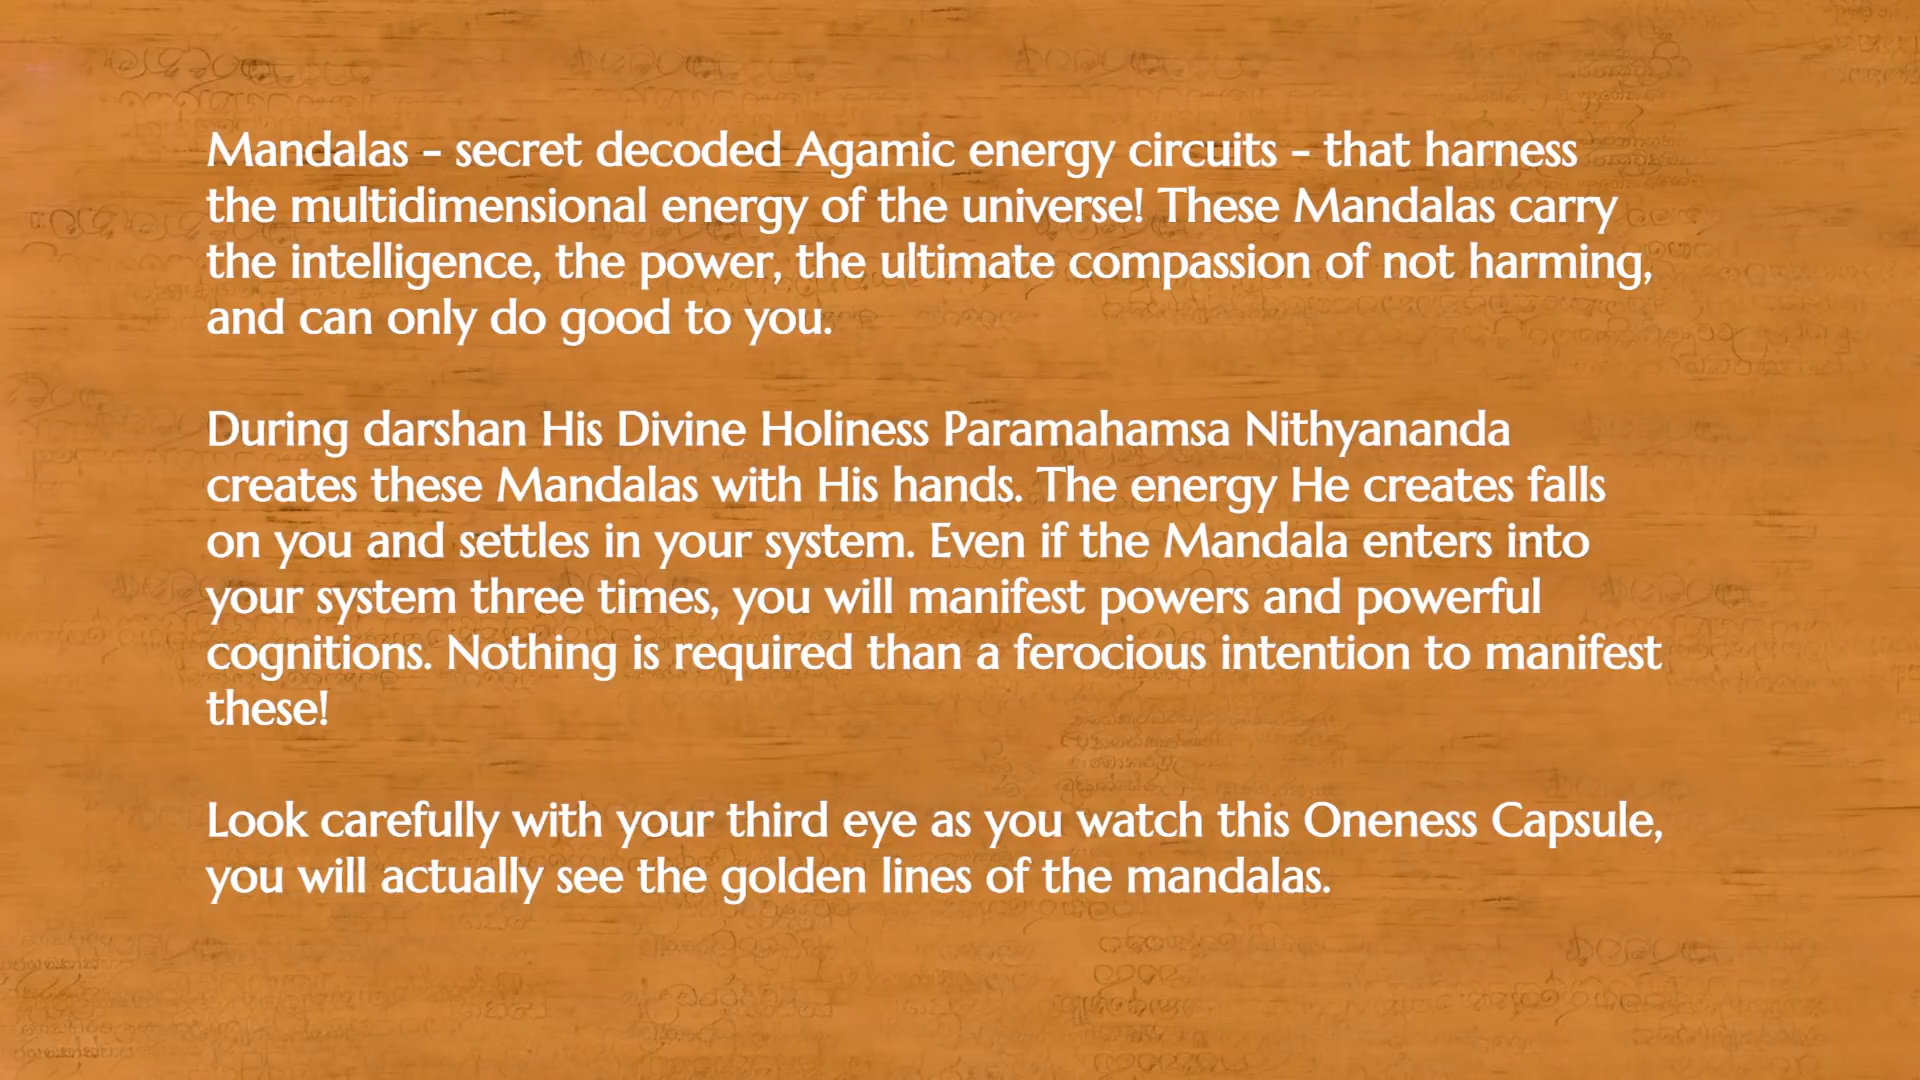 Mandalas - secret decoded Agamic energy circuits - that harness
the multidimensional energy of the universe! These Mandalas carry
the intelligence, the power, the ultimate compassion of not harming,
and can only do good to you.
During darshan His Divine Holiness Paramahamsa Nithyananda
creates these Mandalas with His hands. The energy He creates falls
on you and settles in your system. Even if the Mandala enters into
your system three times, you will manifest powers and powerful
cognitions. Nothing is required than a ferocious intention to manifest
these!
Look carefully with your third eye as you watch this Oneness Capsule,
you will actually see the golden lines of the mandalas.